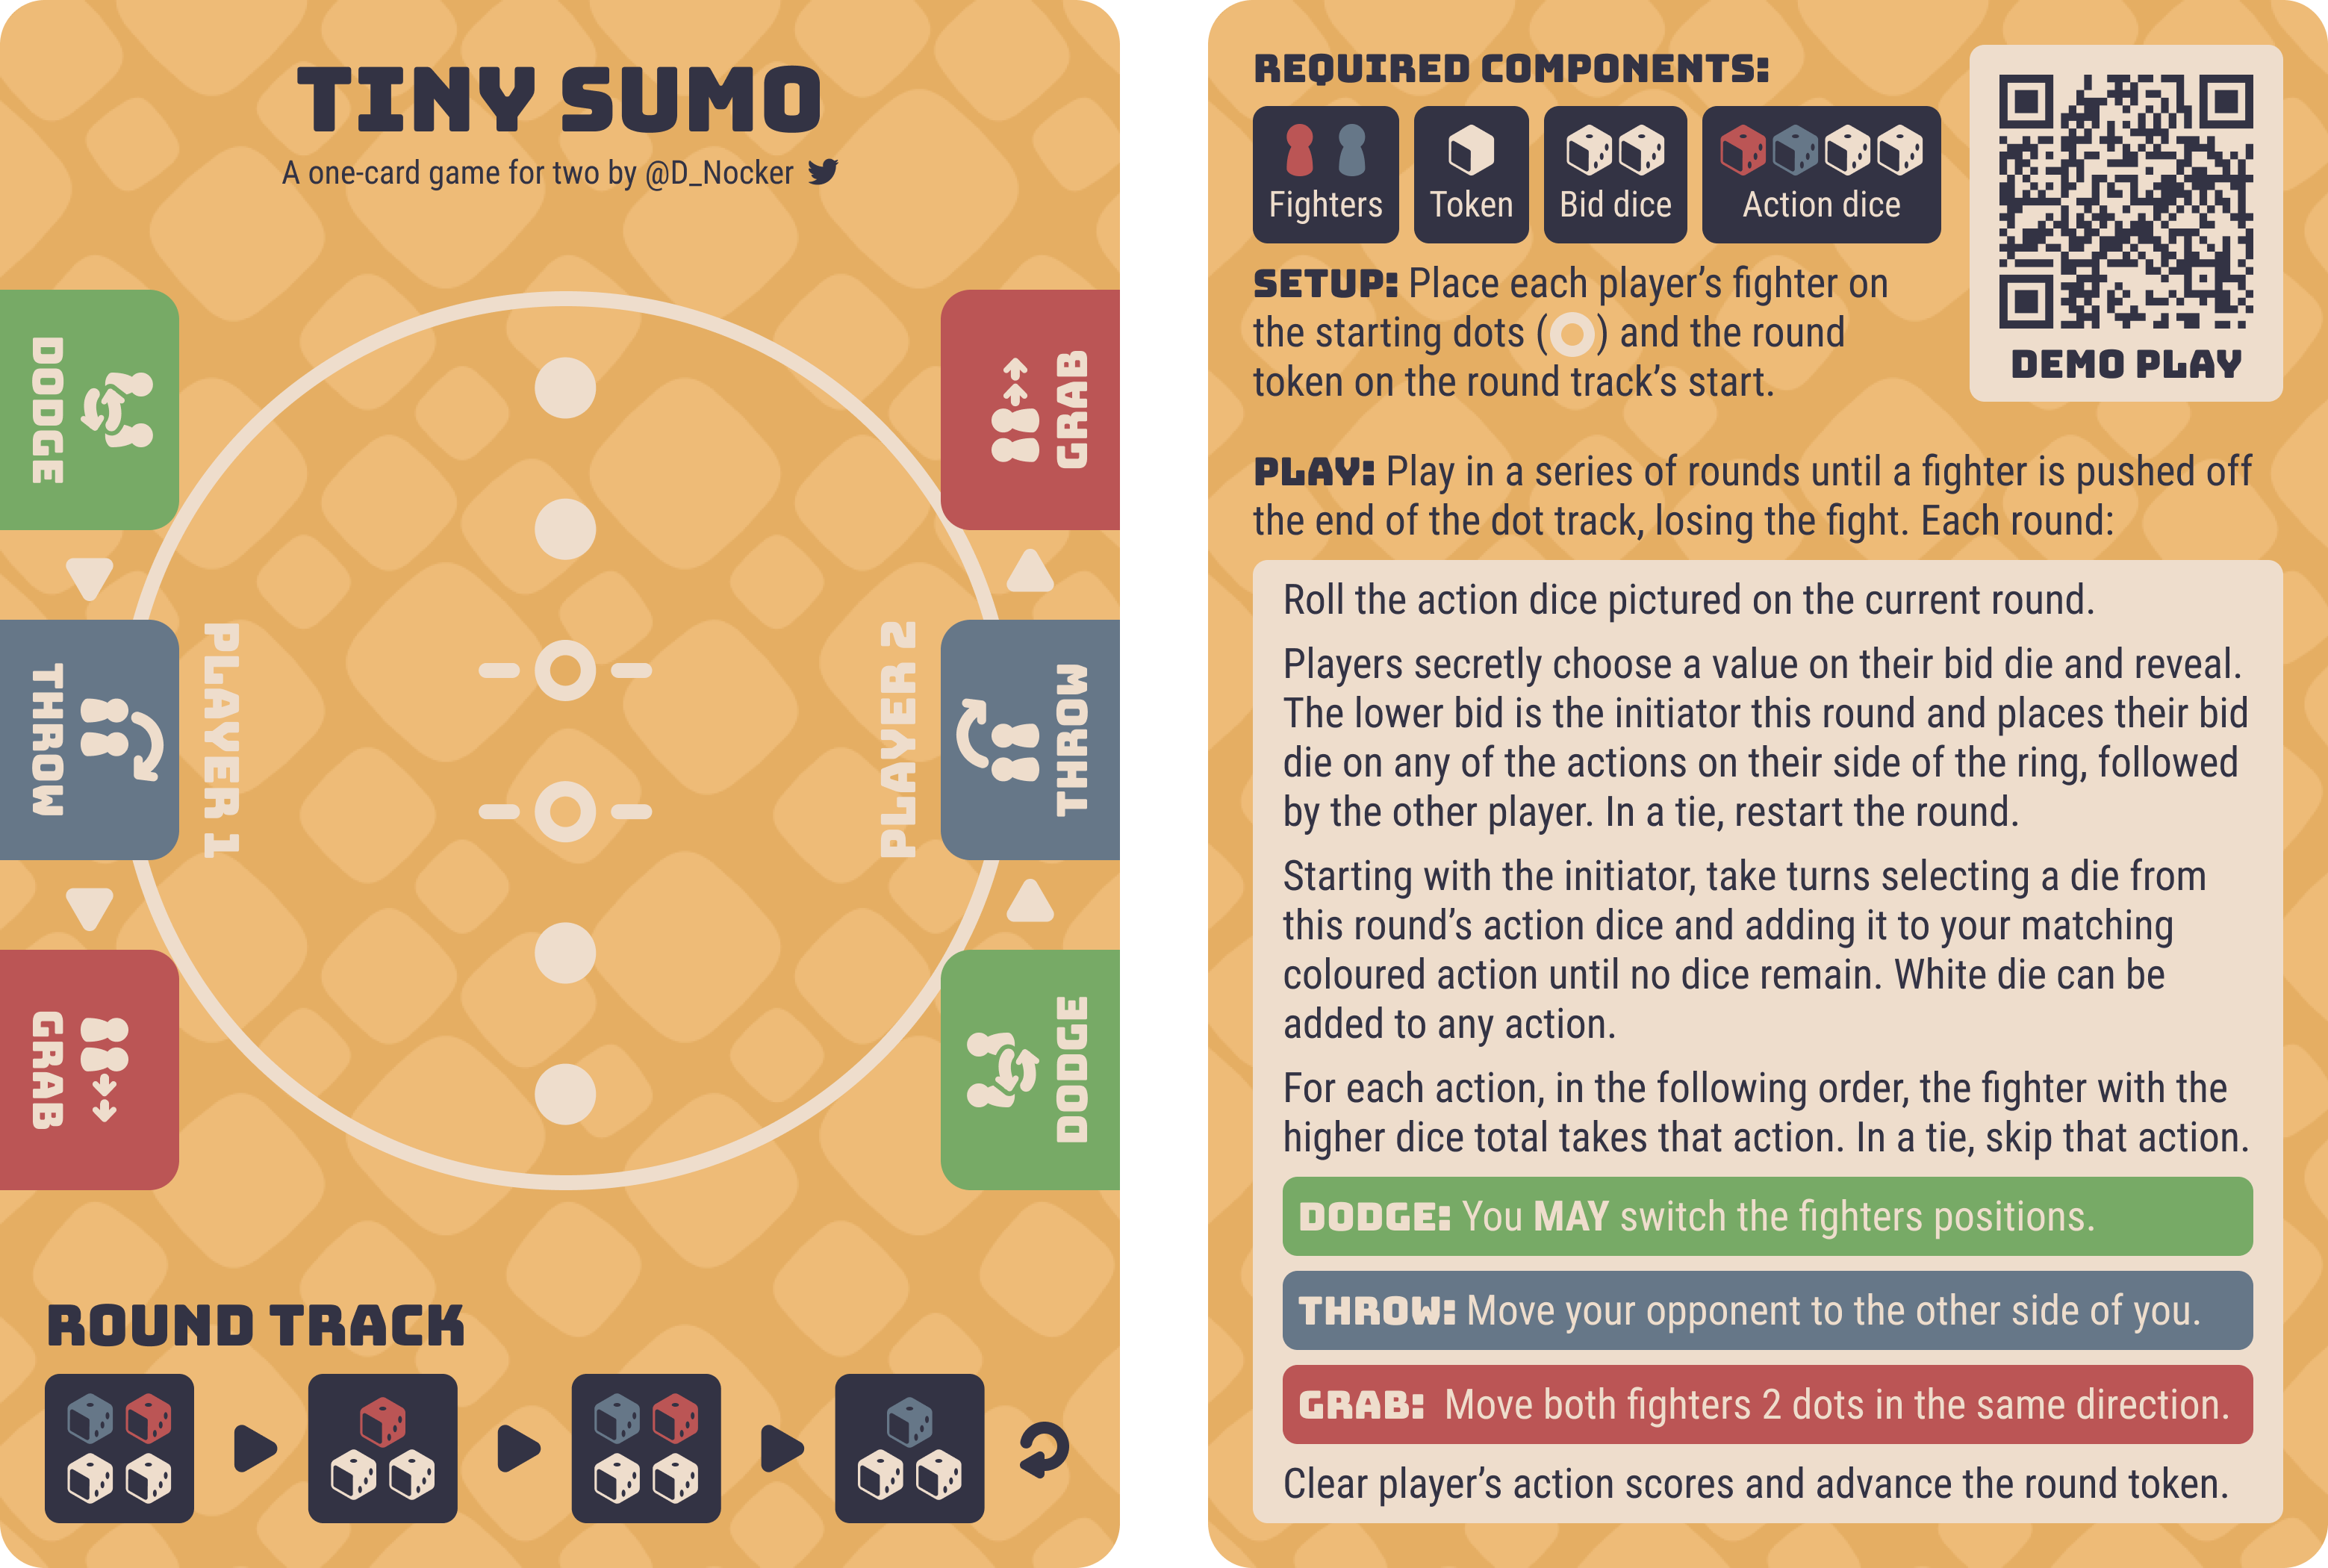 TINY SUMO
A one-card game for two by @D_Nocker
DODGE
THROW
GRAB
PLAYER 1
PLAYER 2
GRAB
THROW
DODGE
ROUND TRACK
REQUIRED COMPONENTS:
Fighters
Token
Bid dice
Action dice
DEMO PLAY
SETUP: Place each player’s fighter on
the starting dots ( ) and the round
token on the round track’s start.
PLAY: Play in a series of rounds until a fighter is pushed off
the end of the dot track, losing the fight. Each round:
Roll the action dice pictured on the current round.
Players secretly choose a value on their bid die and reveal.
The lower bid is the initiator this round and places their bid
die on any of the actions on their side of the ring, followed
by the other player. In a tie, restart the round.
Starting with the initiator, take turns selecting a die from
this round’s action dice and adding it to your matching
coloured action until no dice remain. White die can be
added to any action.
For each action, in the following order, the fighter with the
higher dice total takes that action. In a tie, skip that action.
DODGE: You MAY switch the fighters positions.
THROW: Move your opponent to the other side of you.
GRAB: Move both fighters 2 dots in the same direction.
Clear player’s action scores and advance the round token.